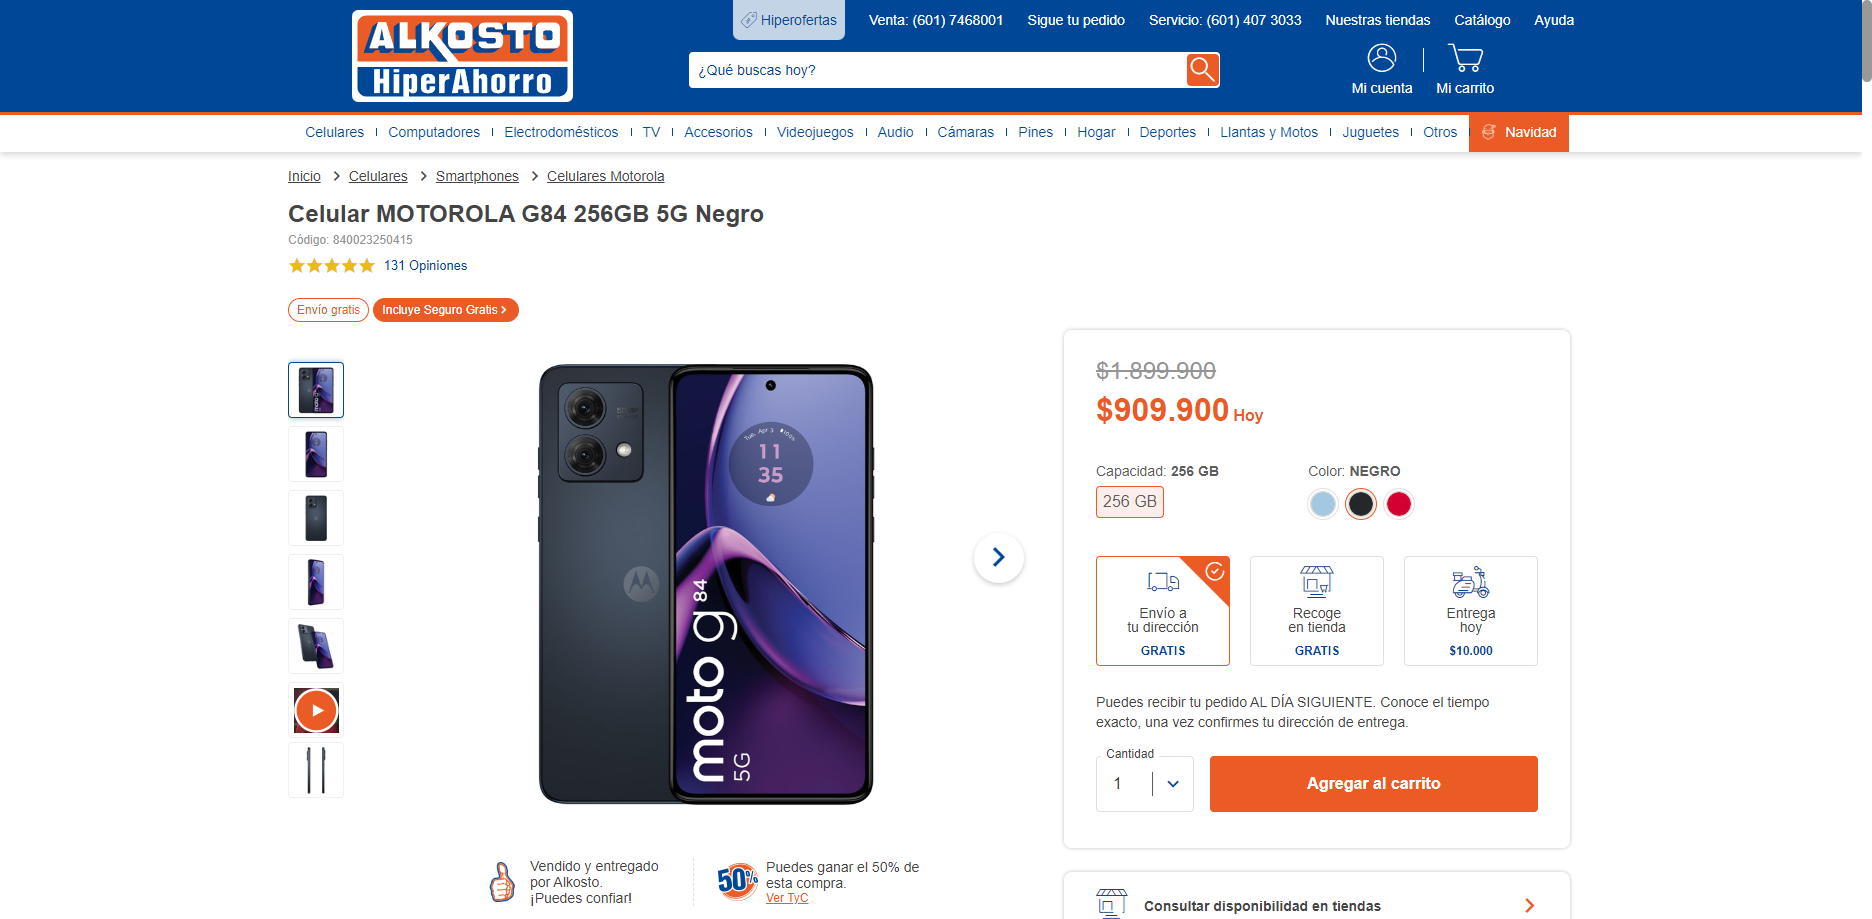 ALKOSTO
HiperAhorro
Hiperofertas
Venta: (601) 7468001
Sigue tu pedido
Servicio: (601) 407 3033
Nuestras tiendas
Catálogo
Ayuda
¿Qué buscas hoy?
Mi cuenta
Mi carrito
Celulares
Computadores
Electrodomésticos
TV
Accesorios
Videojuegos
Audio
Cámaras
Pines
Hogar
Deportes
Llantas y Motos
Juguetes
Otros
Navidad
Inicio > Celulares > Smartphones > Celulares Motorola
Celular MOTOROLA G84 256GB 5G Negro
Código: 840023250415
131 Opiniones
Envío gratis
Incluye Seguro Gratis >
Tue, Apr 3 100%
11
35
moto g 84
5G
$1.899.900
$909.900 Hoy
Capacidad: 256 GB
256 GB
Color: NEGRO
Envío a
tu dirección
GRATIS
Recoge
en tienda
GRATIS
Entrega
hoy
$10.000
Puedes recibir tu pedido AL DÍA SIGUIENTE. Conoce el tiempo
exacto, una vez confirmes tu dirección de entrega.
Cantidad
1
Agregar al carrito
Vendido y entregado
por Alkosto.
¡Puedes confiar!
50%
Puedes ganar el 50% de
esta compra.
Ver TyC
Consultar disponibilidad en tiendas